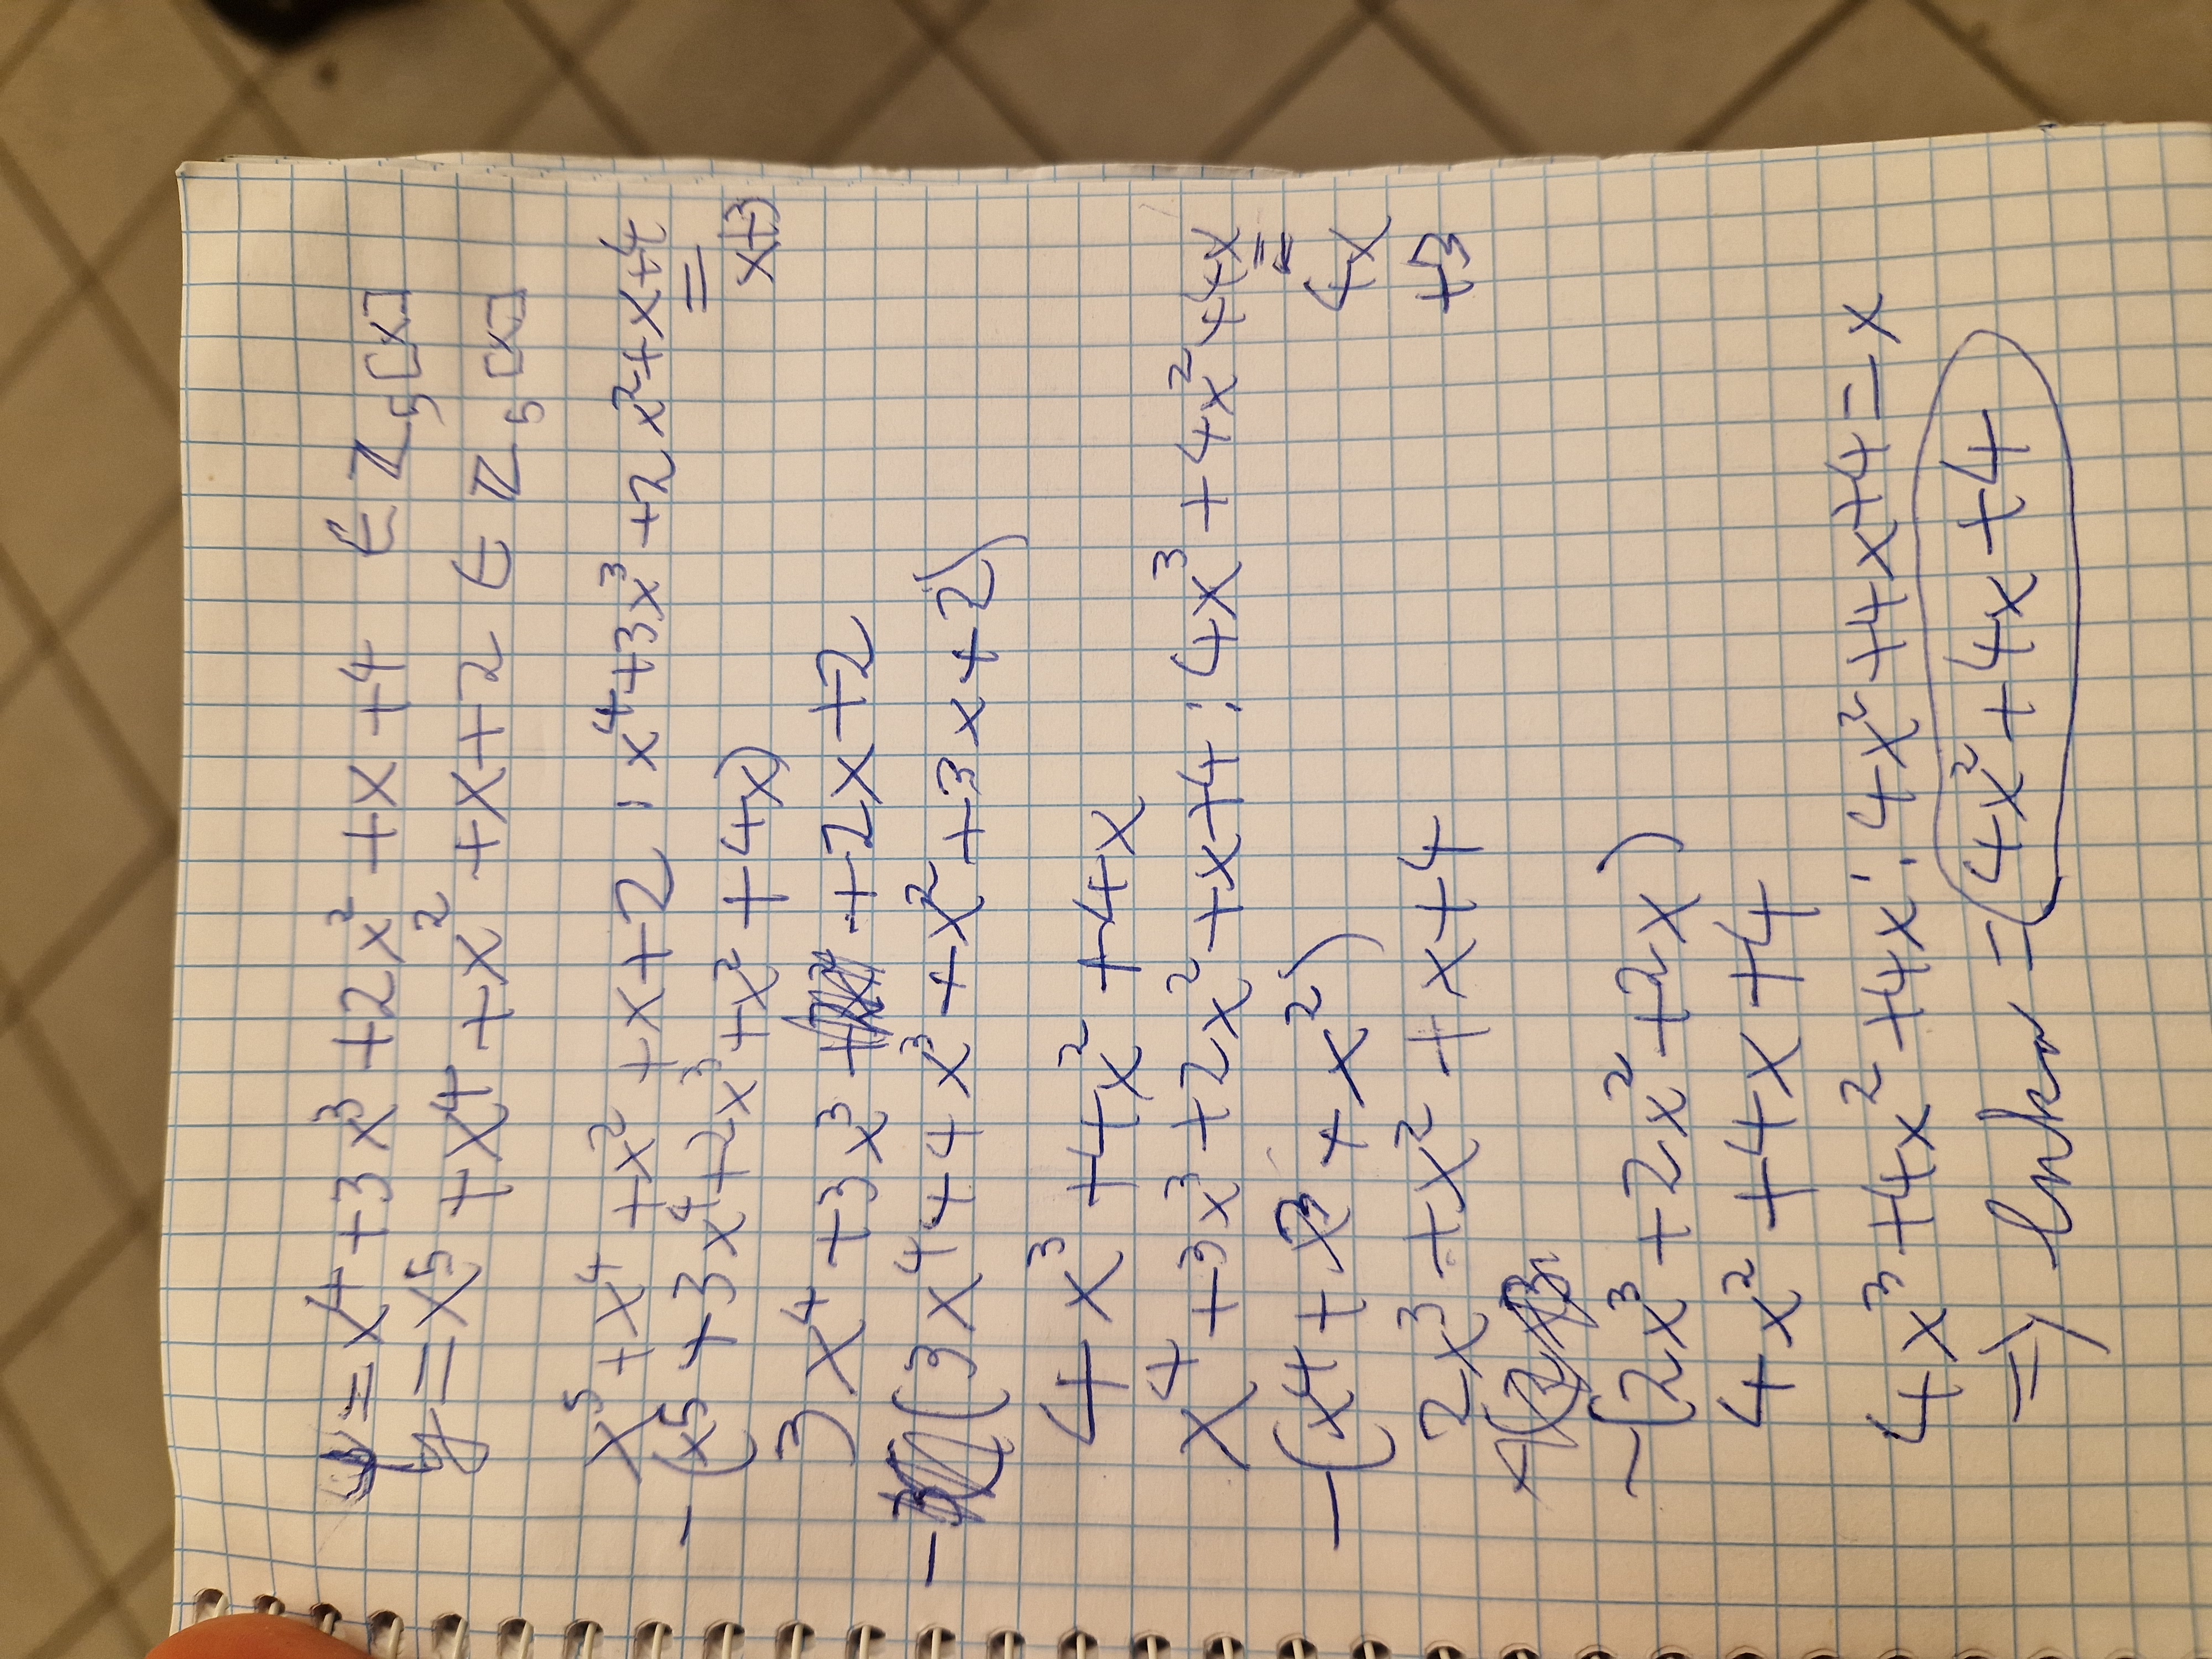 y = x⁴ + 3x³ + 2x² + x + 4 ∈ ℤ₅[x]
y = x⁵ + x⁴ + x² + x + 2 ∈ ℤ₅[x]
x⁵ + x⁴ + x² + x + 2 : x⁴ + 3x³ + 2x² + x + 4
=
- (x⁵ + 3x⁴ + 2x³ + x² + 4x)
x+3
3x⁴ + 3x³ + 2x + 2
- (3x⁴ + 4x³ + x² + 3x + 2)
4x³ + 4x² + 4x
x⁴ + 3x³ + 2x² + x + 4 : 4x³ + 4x² + 4x
=
- (x⁴ + x³ + x²)
4x
2x³ + x² + x + 4
+3
- (2x³ + 2x² + 2x)
4x² + 4x + 4
4x³ + 4x² + 4x : 4x² + 4x + 4 = x
⇒ lnko = 4x² + 4x + 4